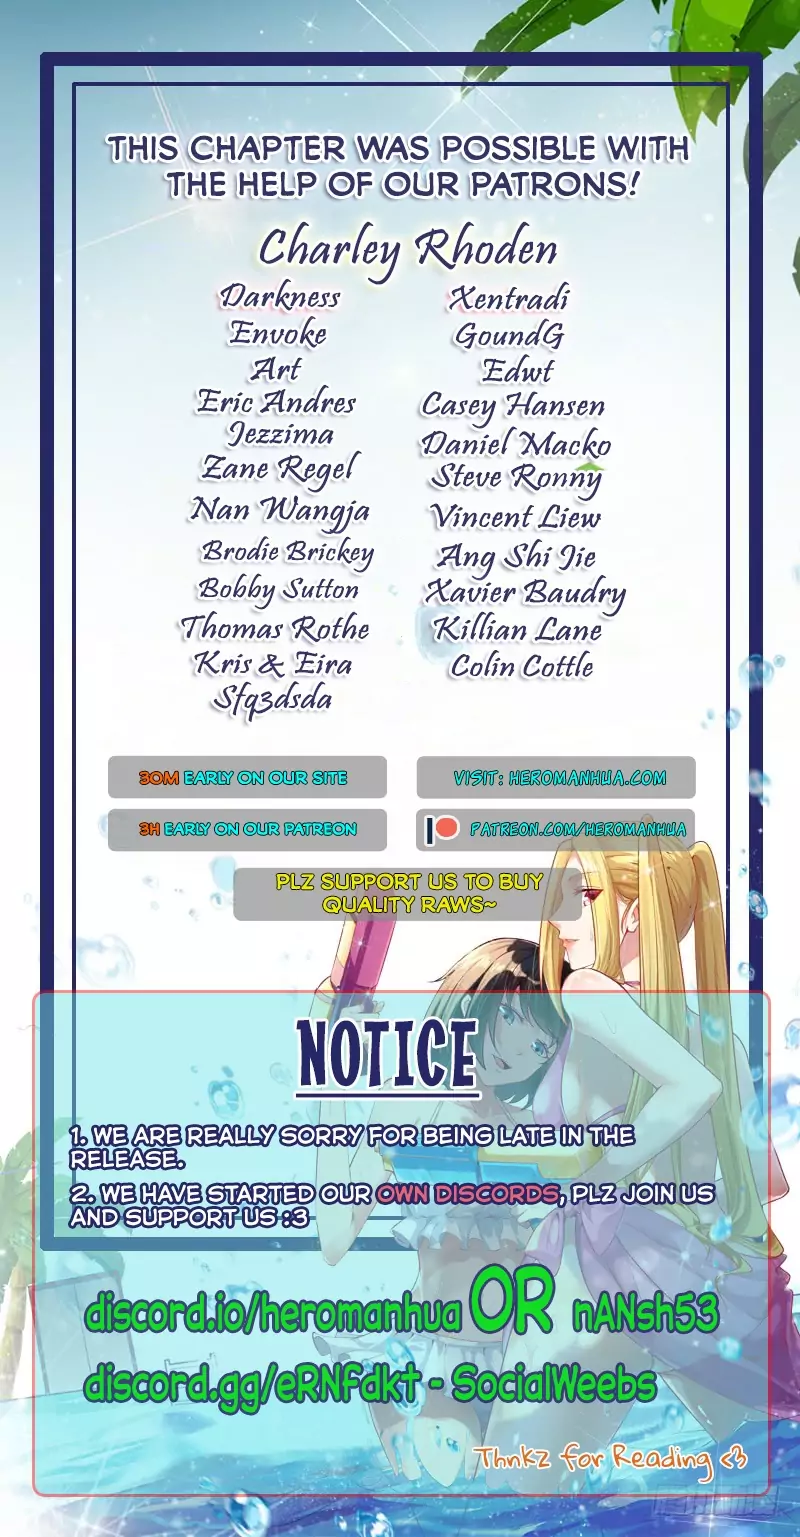 THIS CHAPTER WAS POSSIBLE WITH
THE HELP OF OUR PATRONS!
Charley Rhoden
Darkness
Envoke
Art
Eric Andres
Jezzima
Zane Regel
Nan Wangja
Brodie Brickey
Bobby Sutton
Thomas Rothe
Kris & Eira
Sfq3dsda
Xentradi
GoundG
Edwt
Casey Hansen
Daniel Macko
Steve Ronny
Vincent Liew
Ang Shi Jie
Xavier Baudry
Killian Lane
Colin Cottle
30M EARLY ON OUR SITE
VISIT: HEROMANHUA.COM
3H EARLY ON OUR PATREON
PATREON.COM/HEROMANHUA
PLZ SUPPORT US TO BUY
QUALITY RAWS~
NOTICE
1. WE ARE REALLY SORRY FOR BEING LATE IN THE
RELEASE.
2. WE HAVE STARTED OUR OWN DISCORDS, PLZ JOIN US
AND SUPPORT US :3
discord.io/heromanhua OR nANsh53
discord.gg/eRNfdkt - SocialWeebs
Thnkz for Reading <3